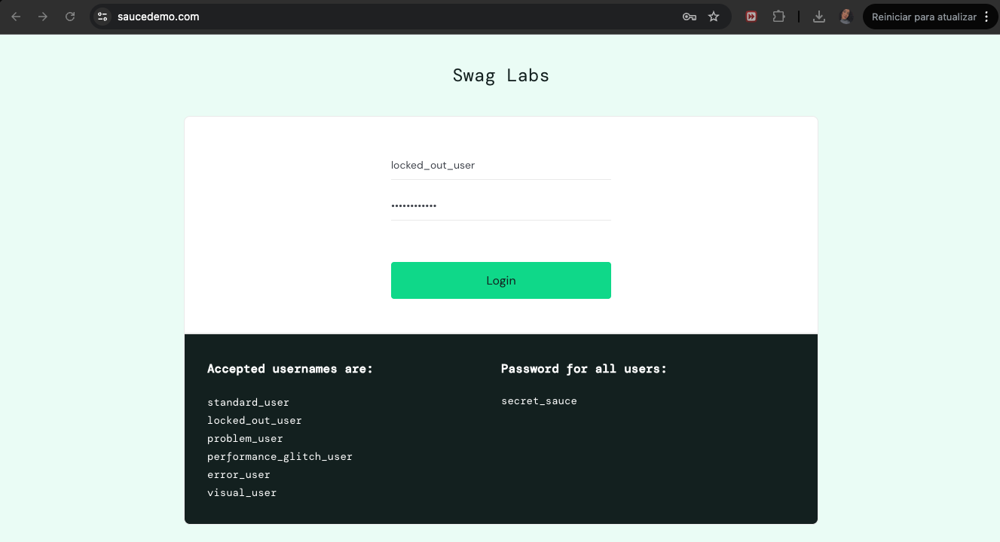 saucedemo.com
Reiniciar para atualizar
Swag Labs
locked_out_user
••••••••••••
Login
Accepted usernames are:
standard_user
locked_out_user
problem_user
performance_glitch_user
error_user
visual_user
Password for all users:
secret_sauce